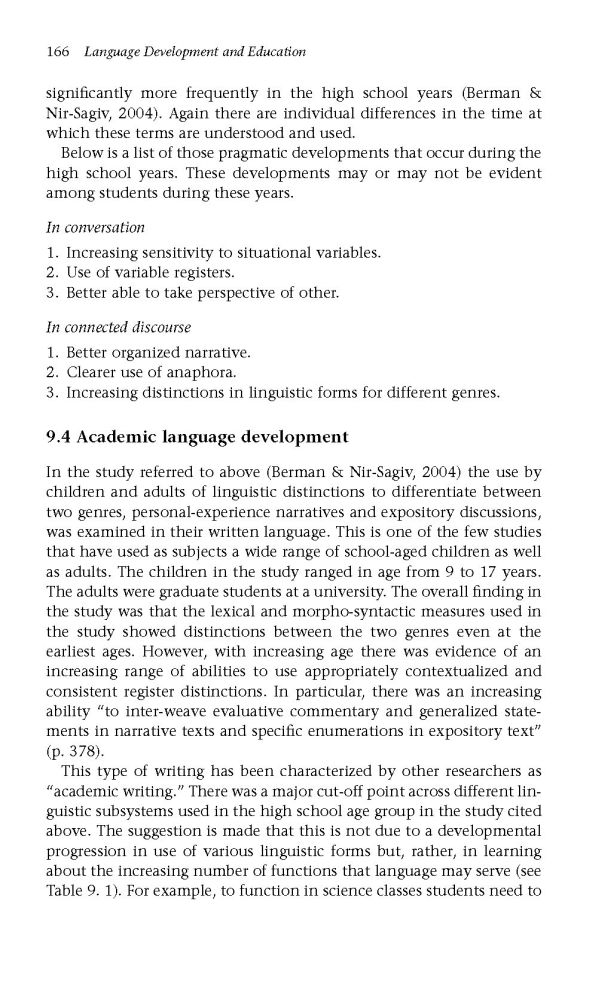 166 Language Development and Education
significantly more frequently in the high school years (Berman &
Nir-Sagiv, 2004). Again there are individual differences in the time at
which these terms are understood and used.
Below is a list of those pragmatic developments that occur during the
high school years. These developments may or may not be evident
among students during these years.
In conversation
1. Increasing sensitivity to situational variables.
2. Use of variable registers.
3. Better able to take perspective of other.
In connected discourse
1. Better organized narrative.
2. Clearer use of anaphora.
3. Increasing distinctions in linguistic forms for different genres.
9.4 Academic language development
In the study referred to above (Berman & Nir-Sagiv, 2004) the use by
children and adults of linguistic distinctions to differentiate between
two genres, personal-experience narratives and expository discussions,
was examined in their written language. This is one of the few studies
that have used as subjects a wide range of school-aged children as well
as adults. The children in the study ranged in age from 9 to 17 years.
The adults were graduate students at a university. The overall finding in
the study was that the lexical and morpho-syntactic measures used in
the study showed distinctions between the two genres even at the
earliest ages. However, with increasing age there was evidence of an
increasing range of abilities to use appropriately contextualized and
consistent register distinctions. In particular, there was an increasing
ability “to inter-weave evaluative commentary and generalized state-
ments in narrative texts and specific enumerations in expository text”
(p. 378).
This type of writing has been characterized by other researchers as
“academic writing.” There was a major cut-off point across different lin-
guistic subsystems used in the high school age group in the study cited
above. The suggestion is made that this is not due to a developmental
progression in use of various linguistic forms but, rather, in learning
about the increasing number of functions that language may serve (see
Table 9. 1). For example, to function in science classes students need to